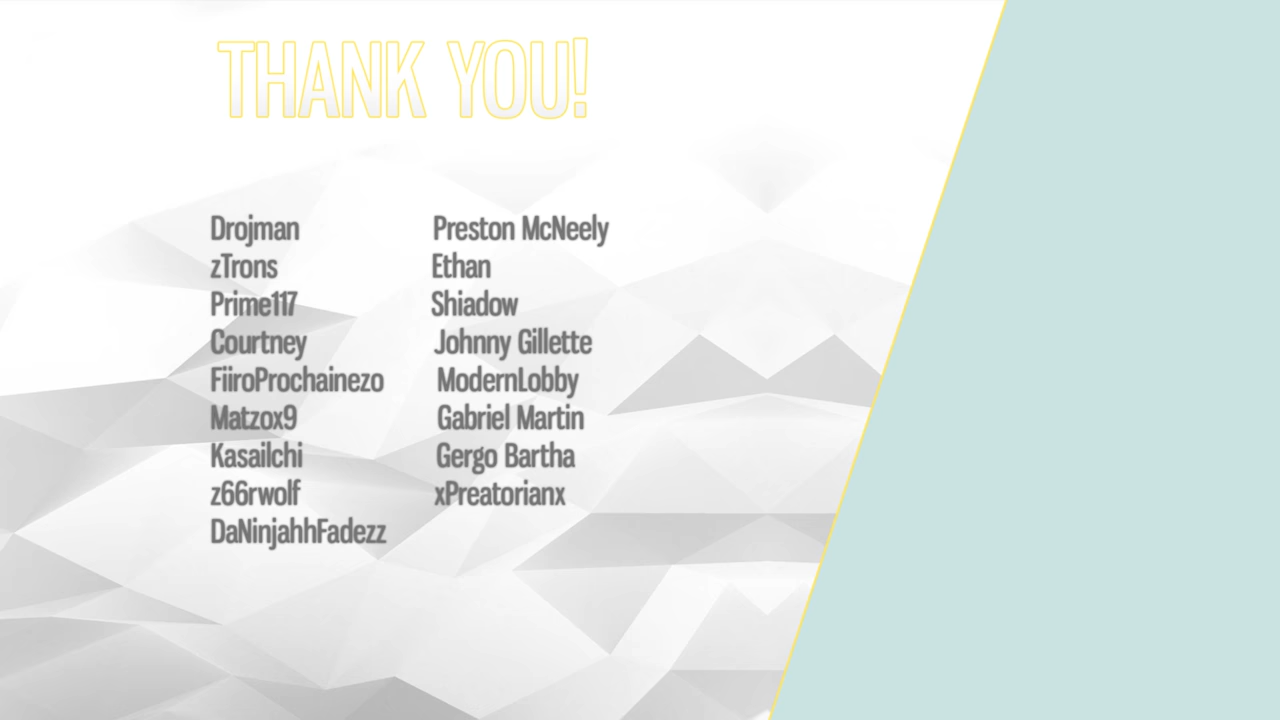 THANK YOU!
Drojman
zTrons
Prime117
Courtney
FiiroProchainezo
Matzox9
Kasailchi
z66rwolf
DaNinjahhFadezz
Preston McNeely
Ethan
Shiadow
Johnny Gillette
ModernLobby
Gabriel Martin
Gergo Bartha
xPreatorianx